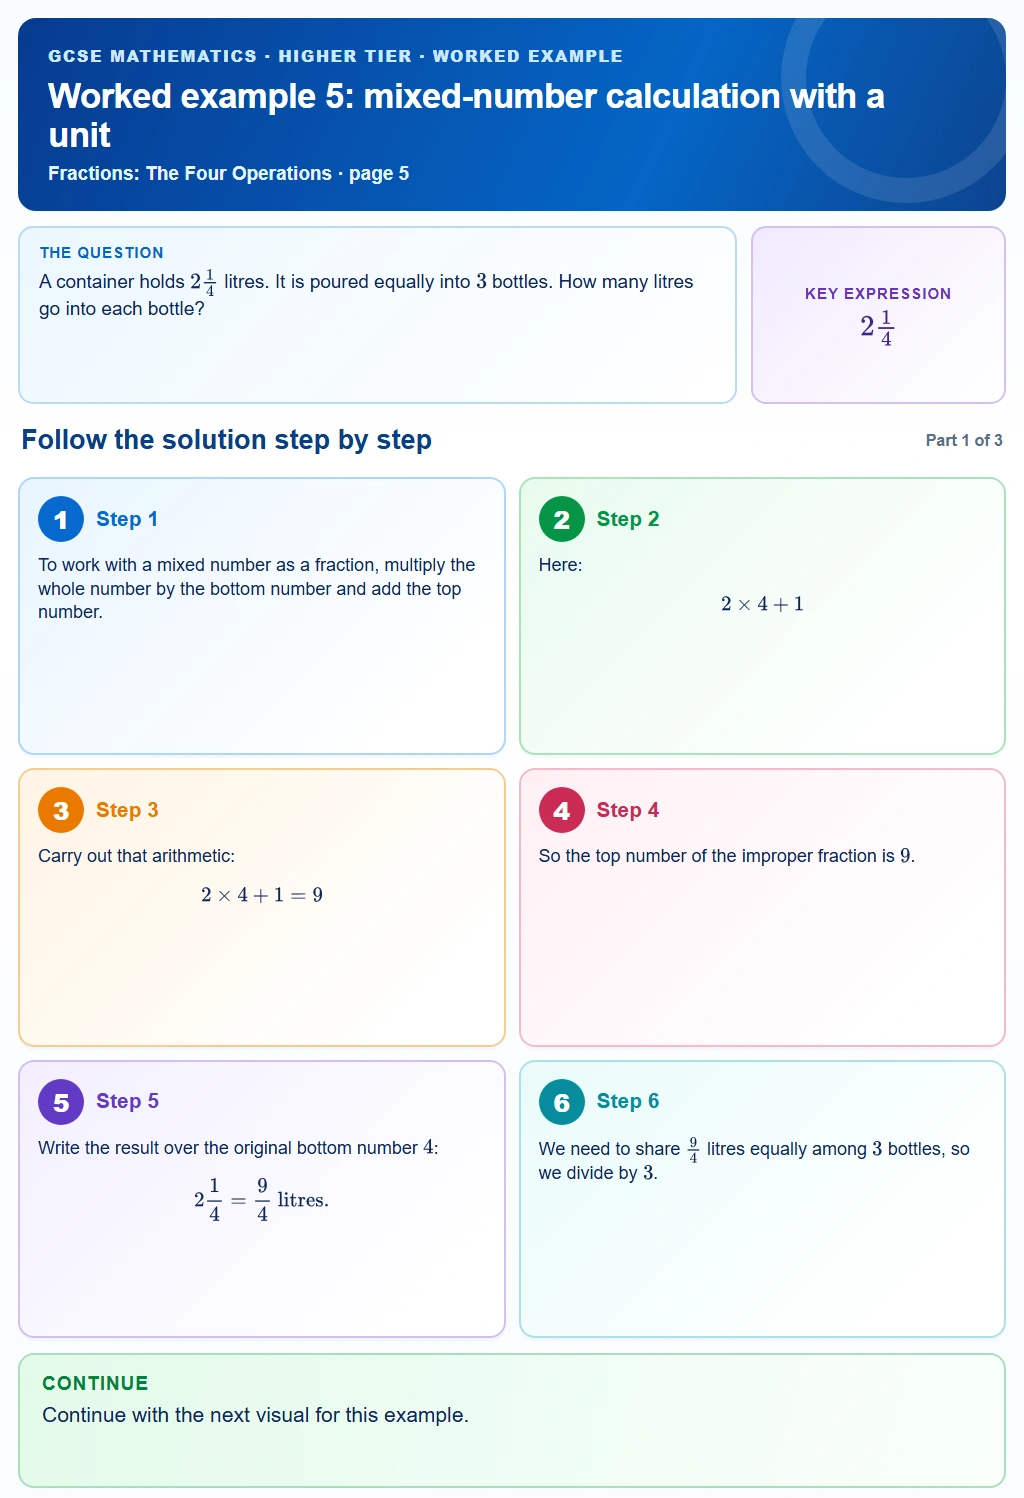 GCSE MATHEMATICS · HIGHER TIER · WORKED EXAMPLE
Worked example 5: mixed-number calculation with a
unit
Fractions: The Four Operations · page 5
THE QUESTION
A container holds 2 1/4 litres. It is poured equally into 3 bottles. How many litres
go into each bottle?
KEY EXPRESSION
2 1/4
Follow the solution step by step
Part 1 of 3
1 Step 1
To work with a mixed number as a fraction, multiply the
whole number by the bottom number and add the top
number.
2 Step 2
Here:
2 × 4 + 1
3 Step 3
Carry out that arithmetic:
2 × 4 + 1 = 9
4 Step 4
So the top number of the improper fraction is 9.
5 Step 5
Write the result over the original bottom number 4:
2 1/4 = 9/4 litres.
6 Step 6
We need to share 9/4 litres equally among 3 bottles, so
we divide by 3.
CONTINUE
Continue with the next visual for this example.